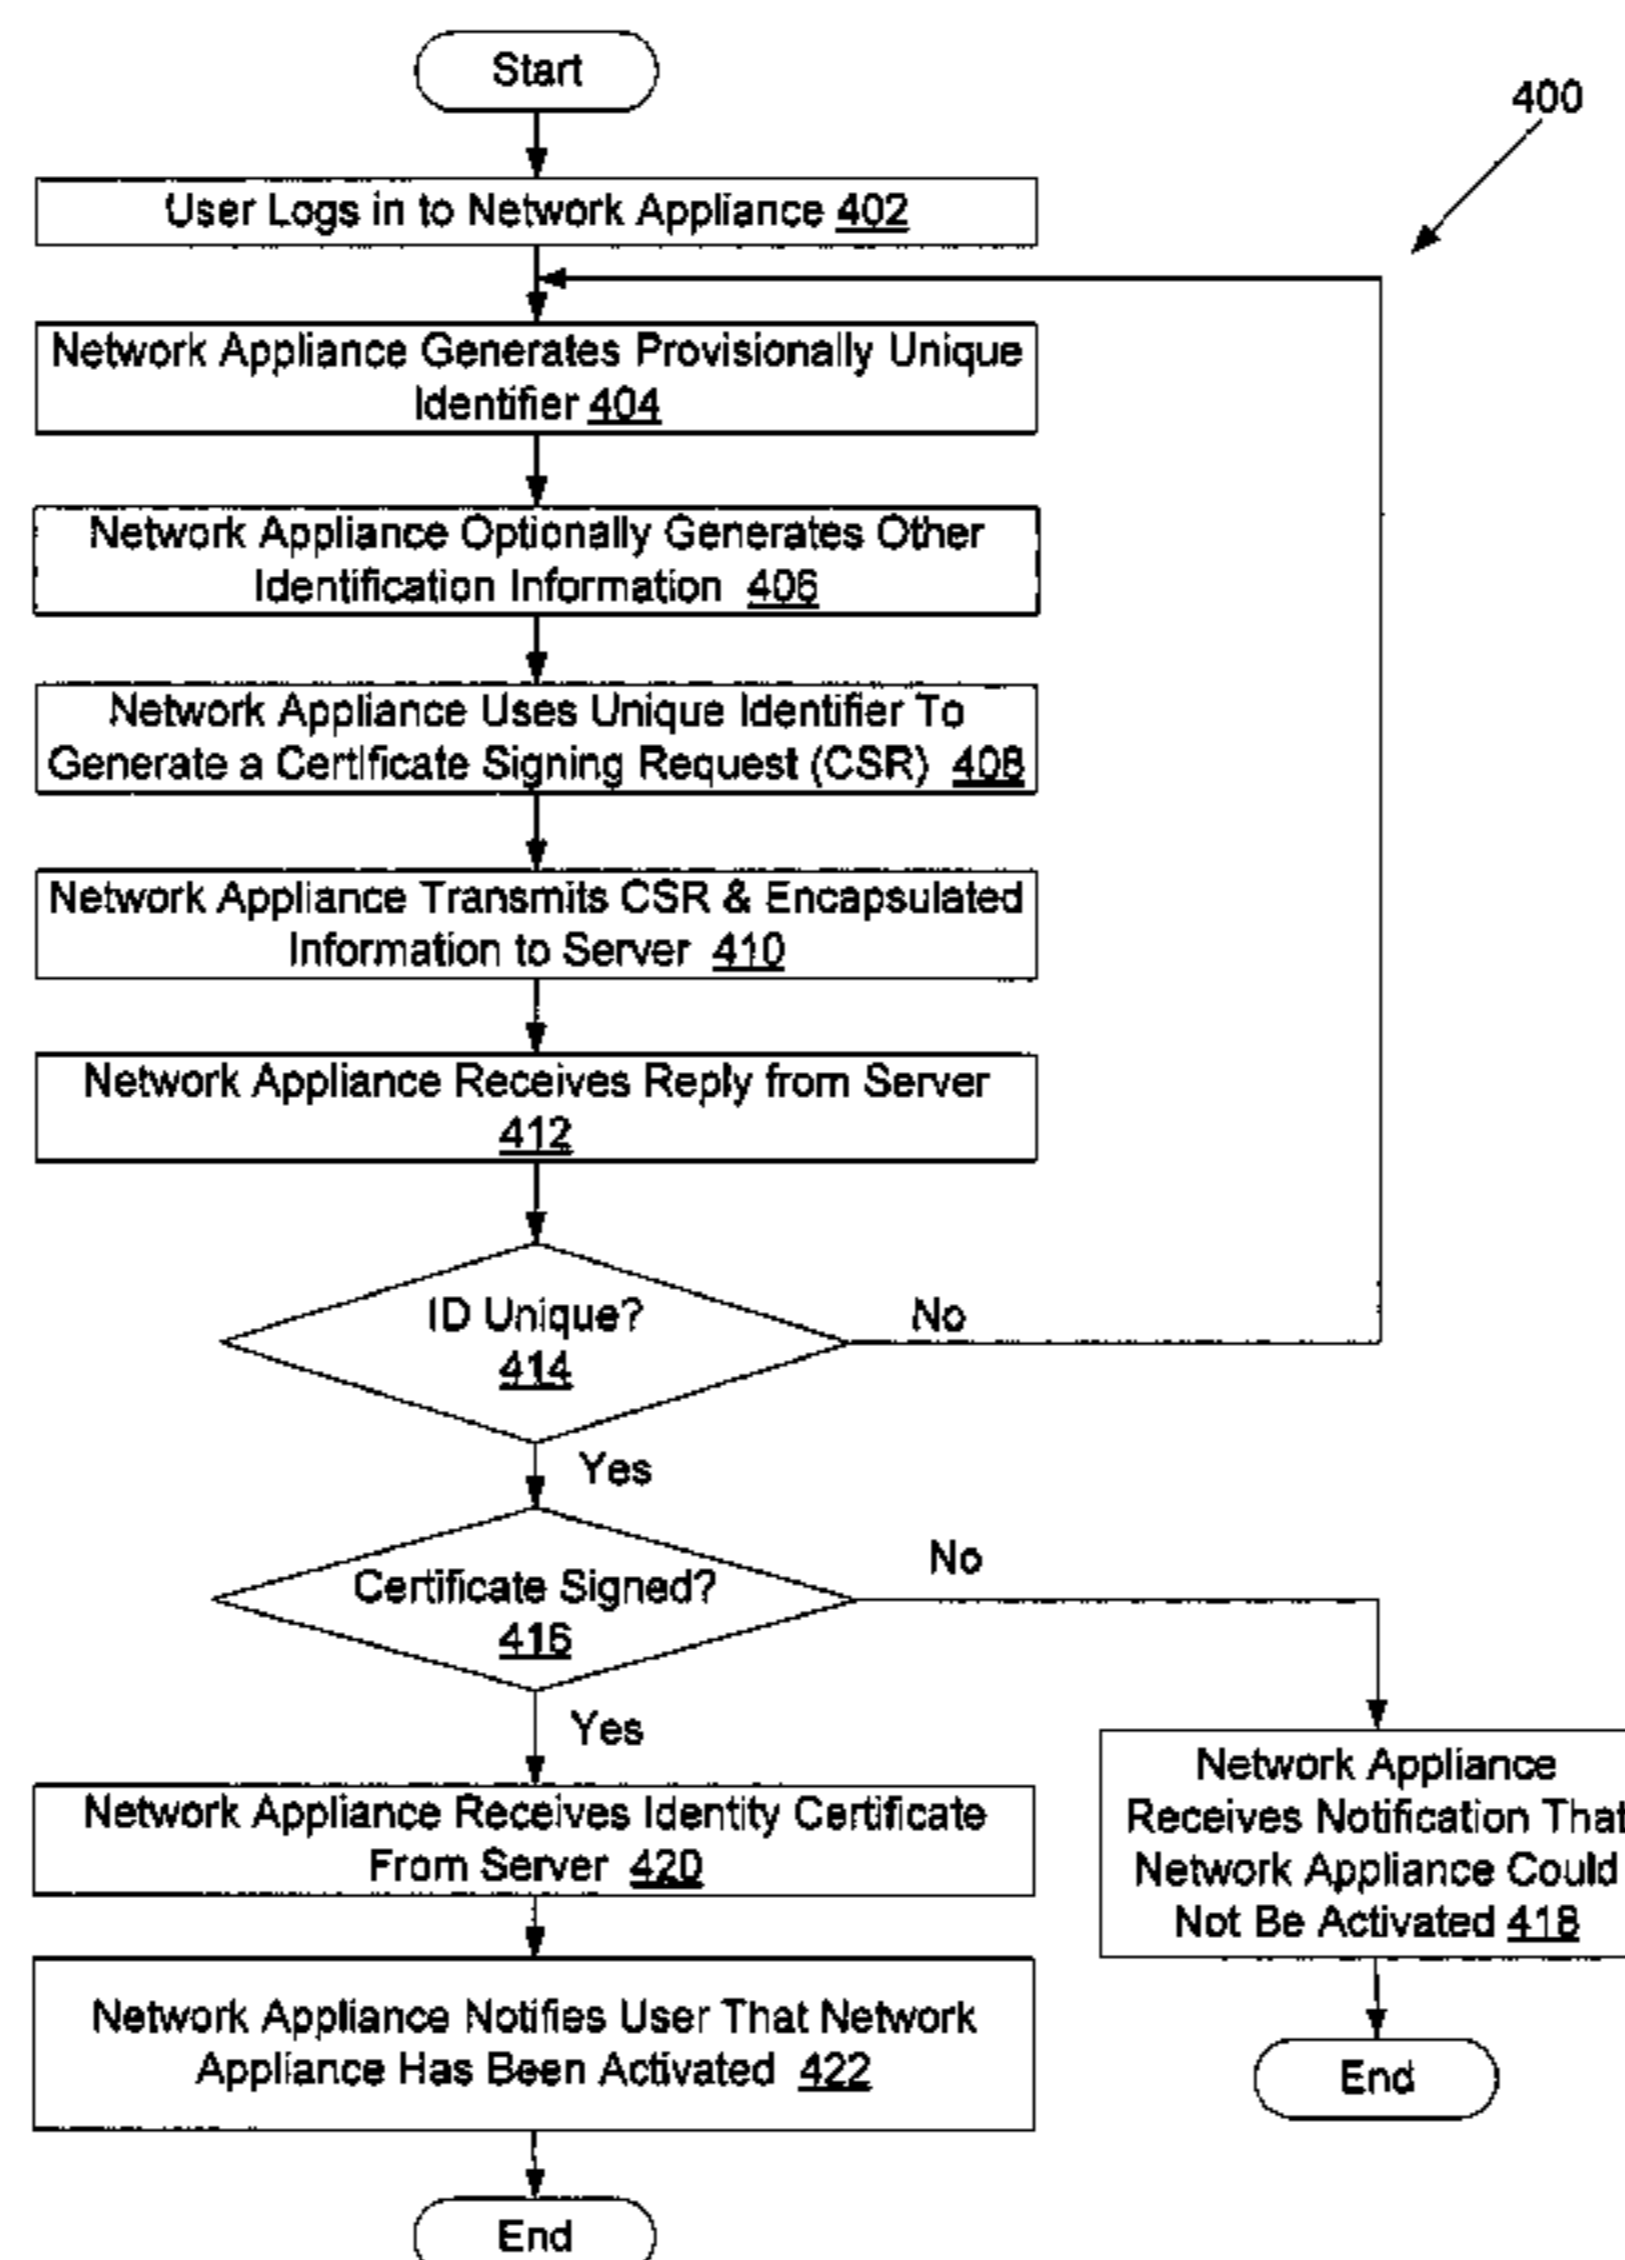 Start
400
User Logs in to Network Appliance 402
Network Appliance Generates Provisionally Unique
Identifier 404
Network Appliance Optionally Generates Other
Identification Information 406
Network Appliance Uses Unique Identifier To
Generate a Certificate Signing Request (CSR) 408
Network Appliance Transmits CSR & Encapsulated
Information to Server 410
Network Appliance Receives Reply from Server
412
ID Unique?
414
No
Yes
Certificate Signed?
416
No
Yes
Network Appliance Receives Identity Certificate
From Server 420
Network Appliance
Receives Notification That
Network Appliance Could
Not Be Activated 418
Network Appliance Notifies User That Network
Appliance Has Been Activated 422
End
End